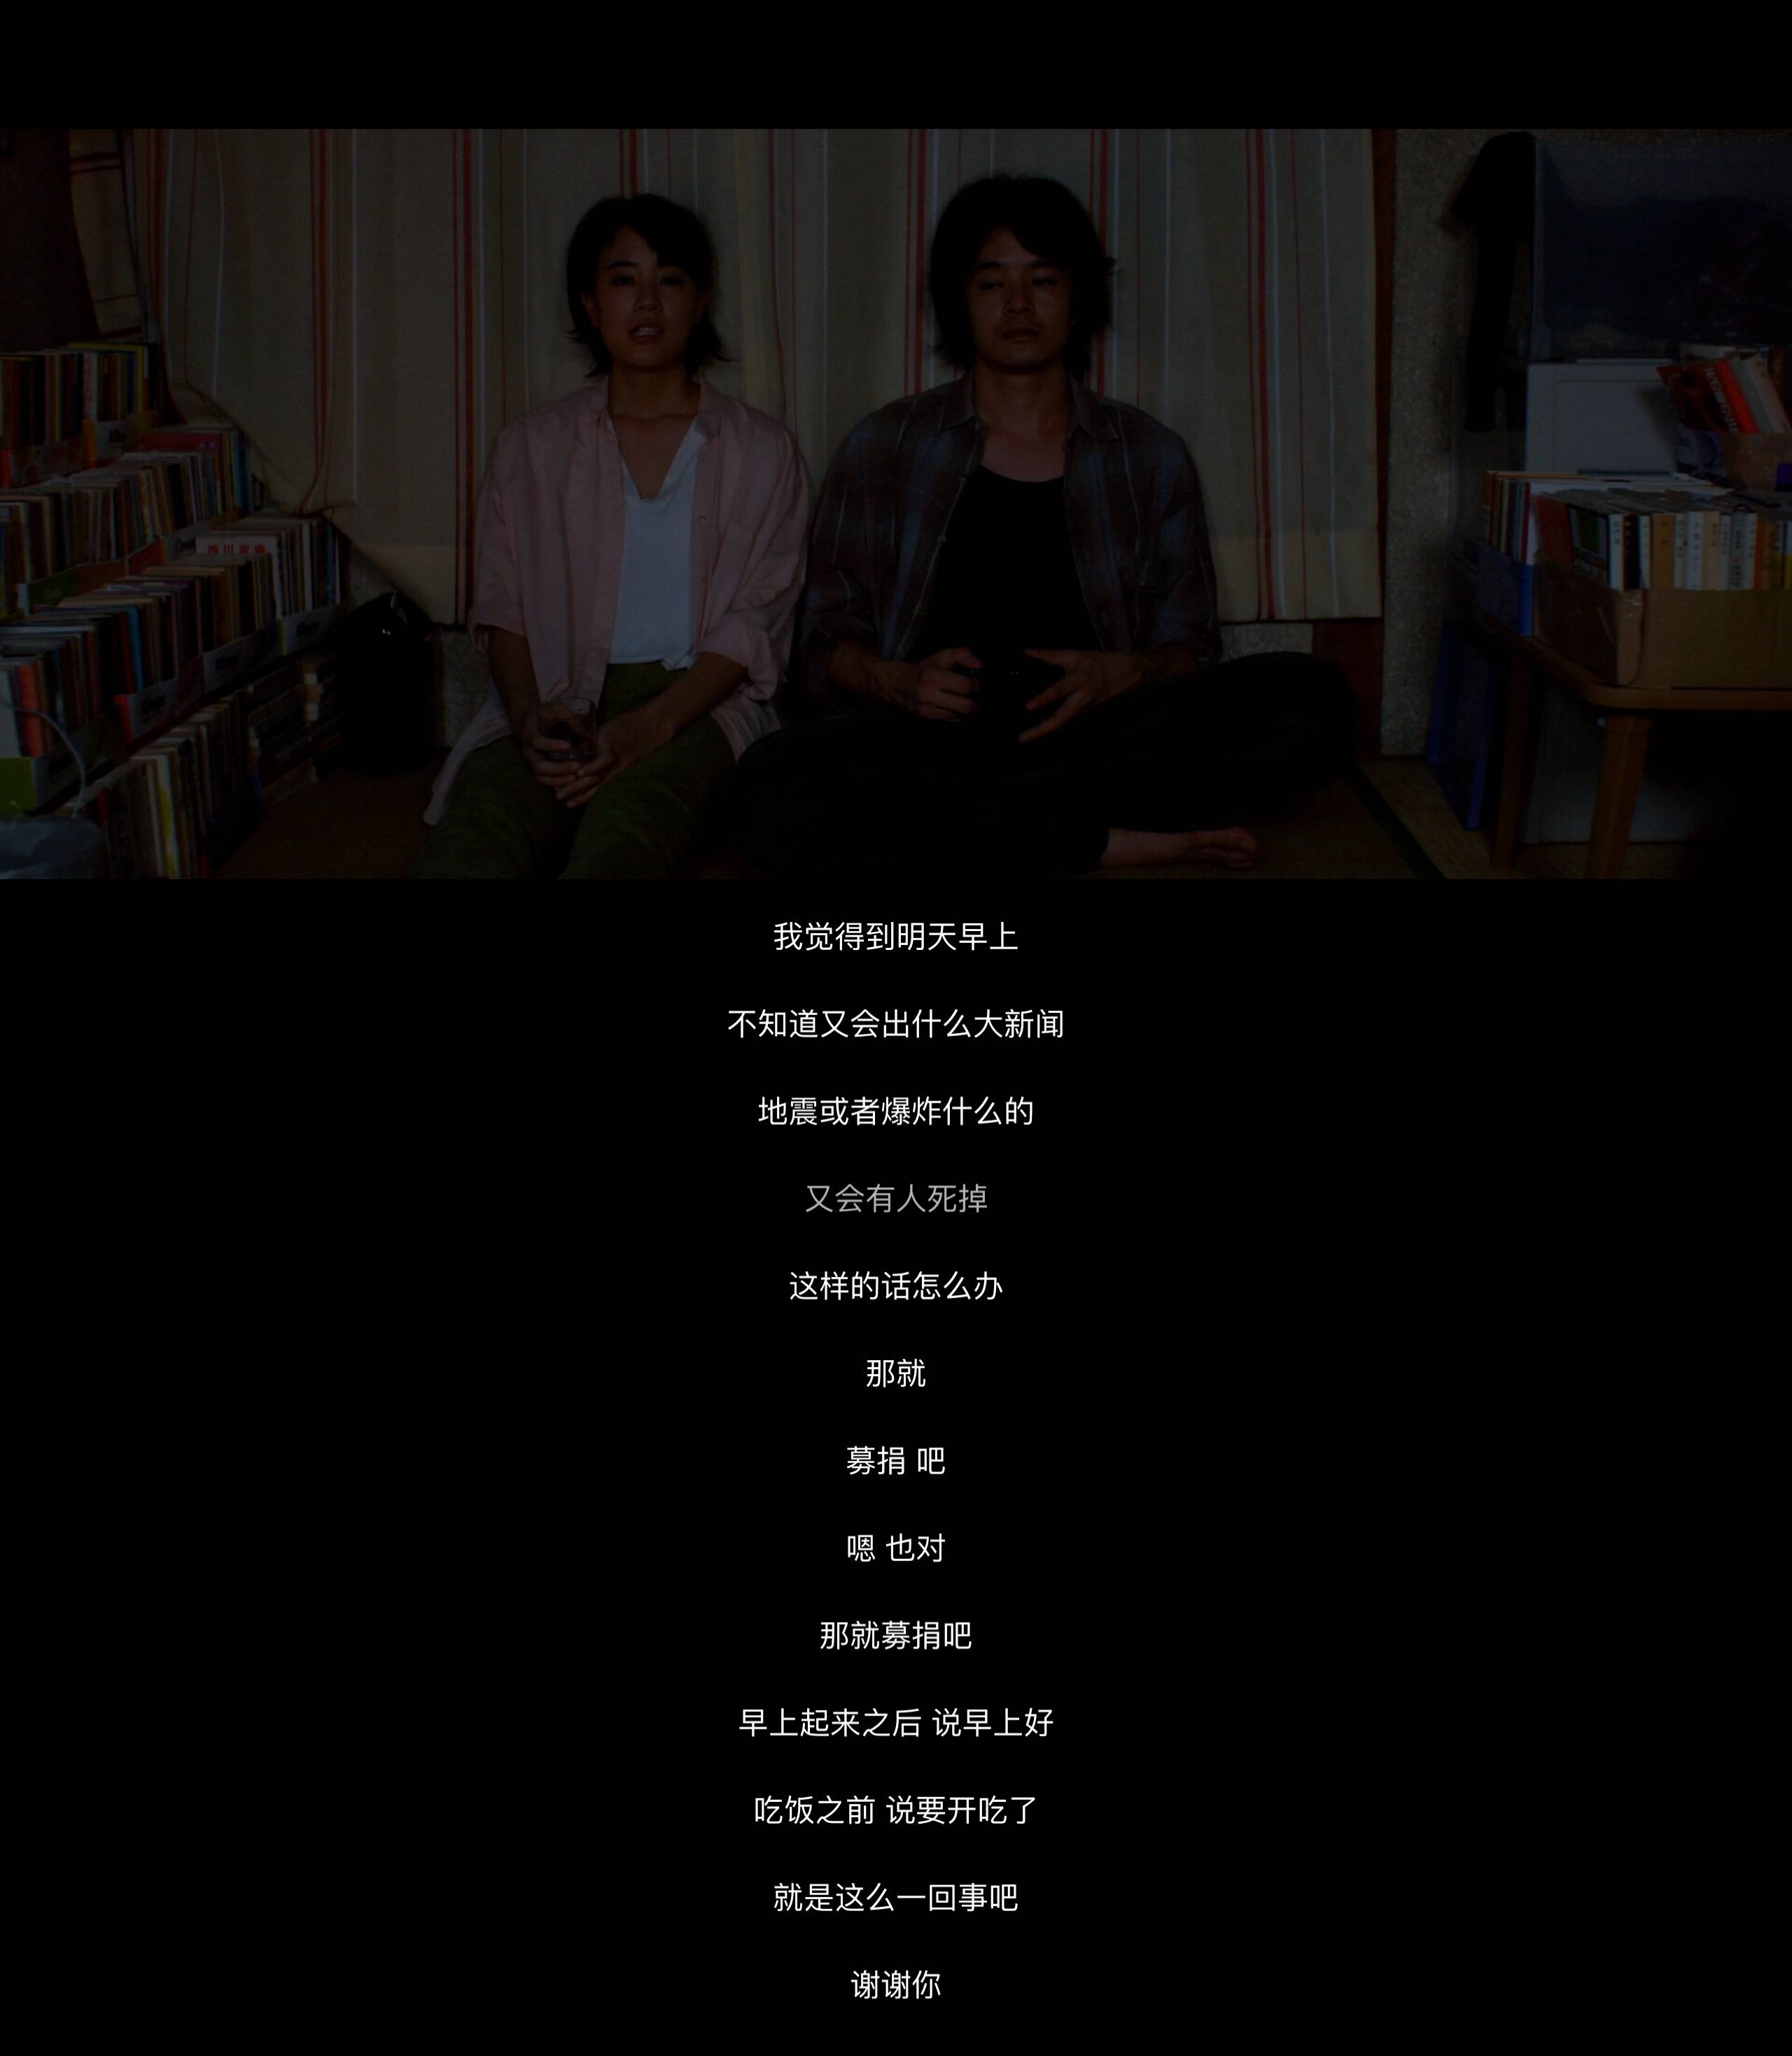 我觉得到明天早上
不知道又会出什么大新闻
地震或者爆炸什么的
又会有人死掉
这样的话怎么办
那就
募捐 吧
嗯 也对
那就募捐吧
早上起来之后 说早上好
吃饭之前 说要开吃了
就是这么一回事吧
谢谢你